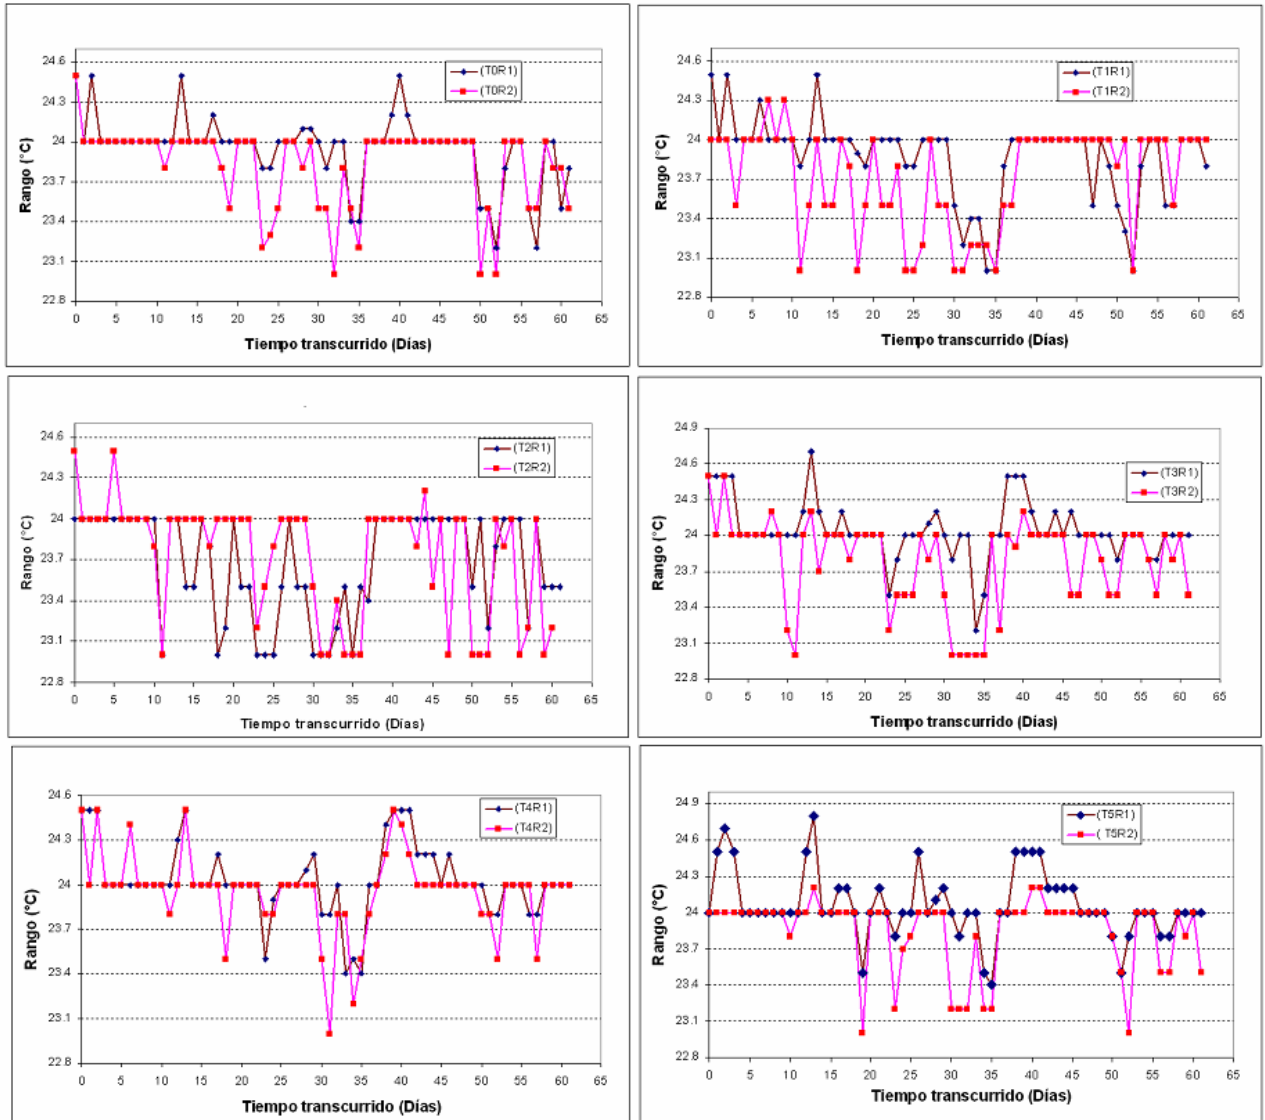 24.6
24.3
24
23.7
23.4
23.1
22.8
Rango (°C)
(T0R1)
(T0R2)
0 5 10 15 20 25 30 35 40 45 50 55 60 65
Tiempo transcurrido (Días)
24.6
24.3
24
23.7
23.4
23.1
22.8
Rango (°C)
(T1R1)
(T1R2)
0 5 10 15 20 25 30 35 40 45 50 55 60 65
Tiempo transcurrido (Días)
24.6
24.3
24
23.7
23.4
23.1
22.8
Rango (°C)
(T2R1)
(T2R2)
0 5 10 15 20 25 30 35 40 45 50 55 60 65
Tiempo transcurrido (Días)
24.9
24.6
24.3
24
23.7
23.4
23.1
22.8
Rango (°C)
(T3R1)
(T3R2)
0 5 10 15 20 25 30 35 40 45 50 55 60 65
Tiempo transcurrido (Días)
24.6
24.3
24
23.7
23.4
23.1
22.8
Rango (°C)
(T4R1)
(T4R2)
0 5 10 15 20 25 30 35 40 45 50 55 60 65
Tiempo transcurrido (Días)
24.9
24.6
24.3
24
23.7
23.4
23.1
22.8
Rango (°C)
(T5R1)
( T5R2)
0 5 10 15 20 25 30 35 40 45 50 55 60 65
Tiempo transcurrido (Días)